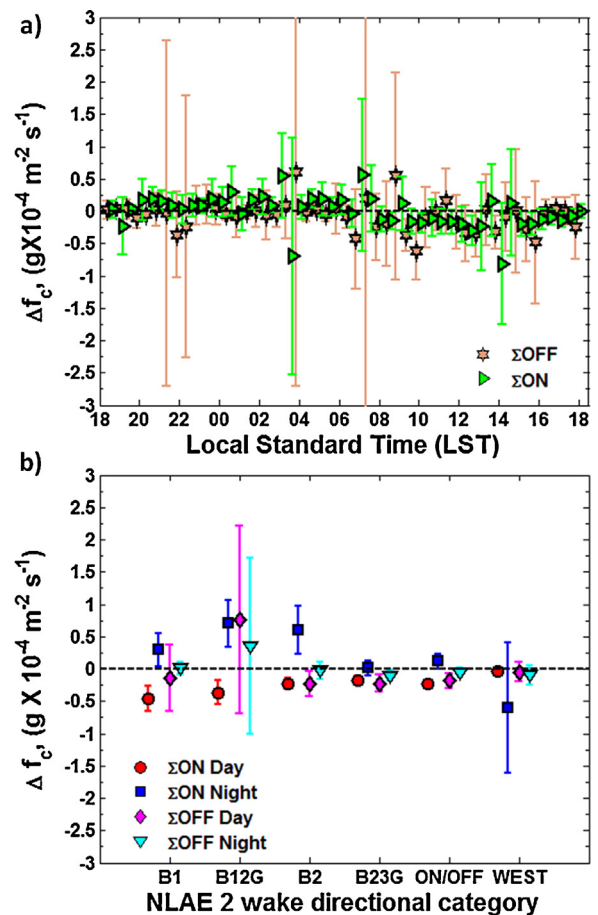 a)
3
2.5
2
1.5
1
0.5
0
-0.5
-1
-1.5
-2
-2.5
-3
Δf_c, (gX10⁻⁴ m⁻² s⁻¹)
ΣOFF
ΣON
18 20 22 00 02 04 06 08 10 12 14 16 18
Local Standard Time (LST)
b)
3
2.5
2
1.5
1
0.5
0
-0.5
-1
-1.5
-2
-2.5
-3
Δ f_c, (g X 10⁻⁴ m⁻² s⁻¹)
ΣON Day
ΣON Night
ΣOFF Day
ΣOFF Night
B1 B12G B2 B23G ON/OFF WEST
NLAE 2 wake directional category